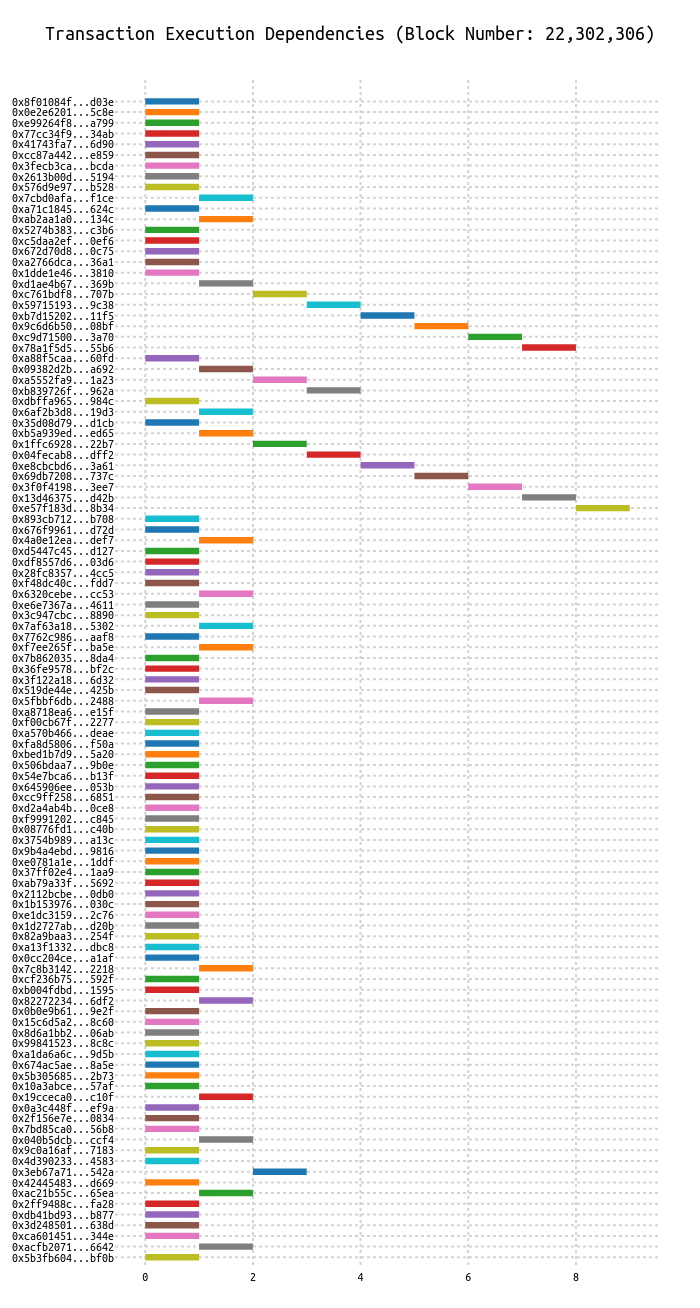 Transaction Execution Dependencies (Block Number: 22,302,306)
0x8f01084f...d03e
0x0e2e6201...5c8e
0xe99264f8...a799
0x77cc34f9...34ab
0x41743fa7...6d90
0xcc87a442...e859
0x3fecb3ca...bcda
0x2613b00d...5194
0x576d9e97...b528
0x7cbd0afa...f1ce
0xa71c1845...624c
0xab2aa1a0...134c
0x5274b383...c3b6
0xc5daa2ef...0ef6
0x672d70d8...0c75
0xa2766dca...36a1
0x1dde1e46...3810
0xd1ae4b67...369b
0xc761bdf8...707b
0x59715193...9c38
0xb7d15202...11f5
0x9c6d6b50...08bf
0xc9d71500...3a70
0x78a1f5d5...55b6
0xa88f5caa...60fd
0x09382d2b...a692
0xa5552fa9...1a23
0xb839726f...962a
0xdbffa965...984c
0x6af2b3d8...19d3
0x35d08d79...d1cb
0xb5a939ed...ed65
0x1ffc6928...22b7
0x04fecab8...dff2
0xe8cbcbd6...3a61
0x69db7208...737c
0x3f0f4198...3ee7
0x13d46375...d42b
0xe57f183d...8b34
0x893cb712...b708
0x676f9961...d72d
0x4a0e12ea...def7
0xd5447c45...d127
0xdf8557d6...03d6
0x28fc8357...4cc5
0xf48dc40c...fdd7
0x6320cebe...cc53
0xe6e7367a...4611
0x3c947cbc...8890
0x7af63a18...5302
0x7762c986...aaf8
0xf7ee265f...ba5e
0x7b862035...8da4
0x36fe9578...bf2c
0x3f122a18...6d32
0x519de44e...425b
0x5fbbf6db...2488
0xa8718ea6...e15f
0xf00cb67f...2277
0xa570b466...deae
0xfa8d5806...f50a
0xbed1b7d9...5a20
0x506bdaa7...9b0e
0x54e7bca6...b13f
0x645906ee...053b
0xcc9ff258...6851
0xd2a4ab4b...0ce8
0xf9991202...c845
0x08776fd1...c40b
0x3754b989...a13c
0x9b4a4ebd...9816
0xe0781a1e...1ddf
0x37ff02e4...1aa9
0xab79a33f...5692
0x2112bcbe...0db0
0x1b153976...030c
0xe1dc3159...2c76
0x1d2727ab...d20b
0x82a9baa3...254f
0xa13f1332...dbc8
0x0cc204ce...a1af
0x7c8b3142...2218
0xcf236b75...592f
0xb004fdbd...1595
0x82272234...6df2
0x0b0e9b61...9e2f
0x15c6d5a2...8c60
0x8d6a1bb2...06ab
0x99841523...8c8c
0xa1da6a6c...9d5b
0x674ac5ae...8a5e
0x5b305685...2b73
0x10a3abce...57af
0x19cceca0...c10f
0x0a3c448f...ef9a
0x2f156e7e...0834
0x7bd85ca0...56b8
0x040b5dcb...ccf4
0x9c0a16af...7183
0x4d390233...4583
0x3eb67a71...542a
0x42445483...d669
0xac21b55c...65ea
0x2ff9488c...fa28
0xdb41bd93...b877
0x3d248501...638d
0xca601451...344e
0xacfb2071...6642
0x5b3fb604...bf0b
0 2 4 6 8